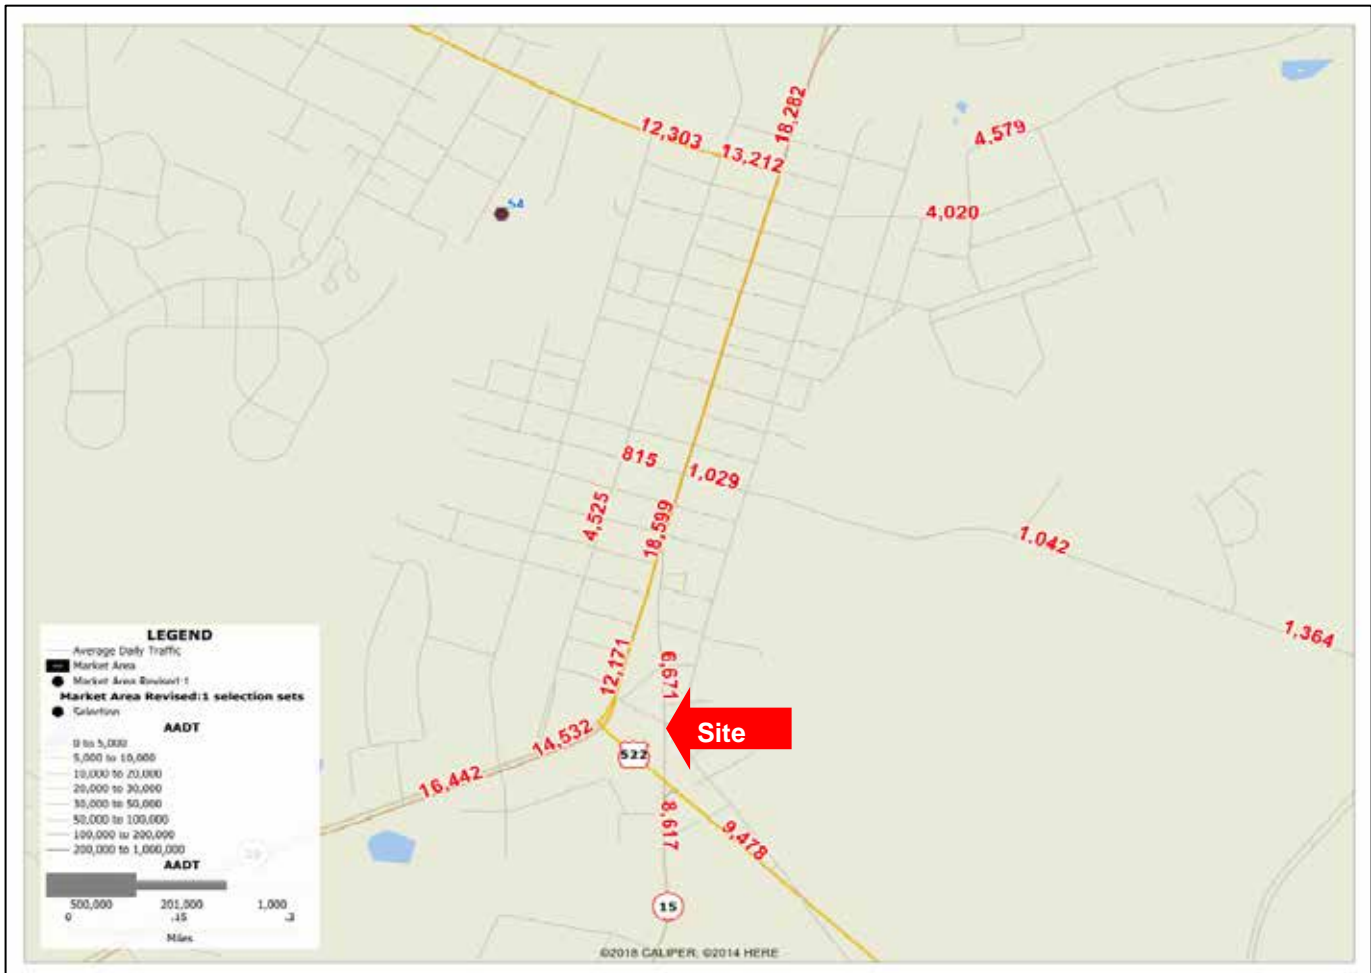 18,282
12,303
13,212
4,579
4,020
54
815
1,029
4,525
18,599
1.042
1,364
12,171
6,671
Site
14,532
522
16,442
8,617
9,478
15
LEGEND
Average Daily Traffic
Market Area
Market Area Revised:1
Market Area Revised:1 selection sets
Selection
AADT
0 to 5,000
5,000 to 10,000
10,000 to 20,000
20,000 to 30,000
30,000 to 50,000
50,000 to 100,000
100,000 to 200,000
200,000 to 1,000,000
AADT
500,000 201,000 1,000
0 .15 .3
Miles
©2018 CALIPER; ©2014 HERE